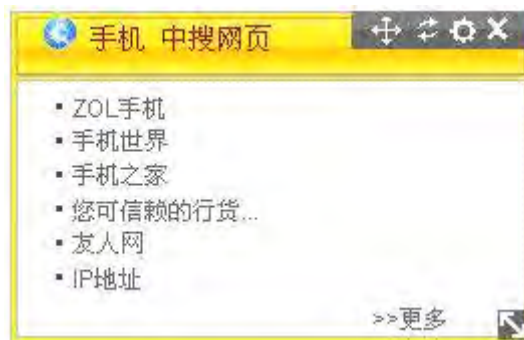 手机 中搜网页
ZOL手机
手机世界
手机之家
您可信赖的行货...
友人网
IP地址
>>更多